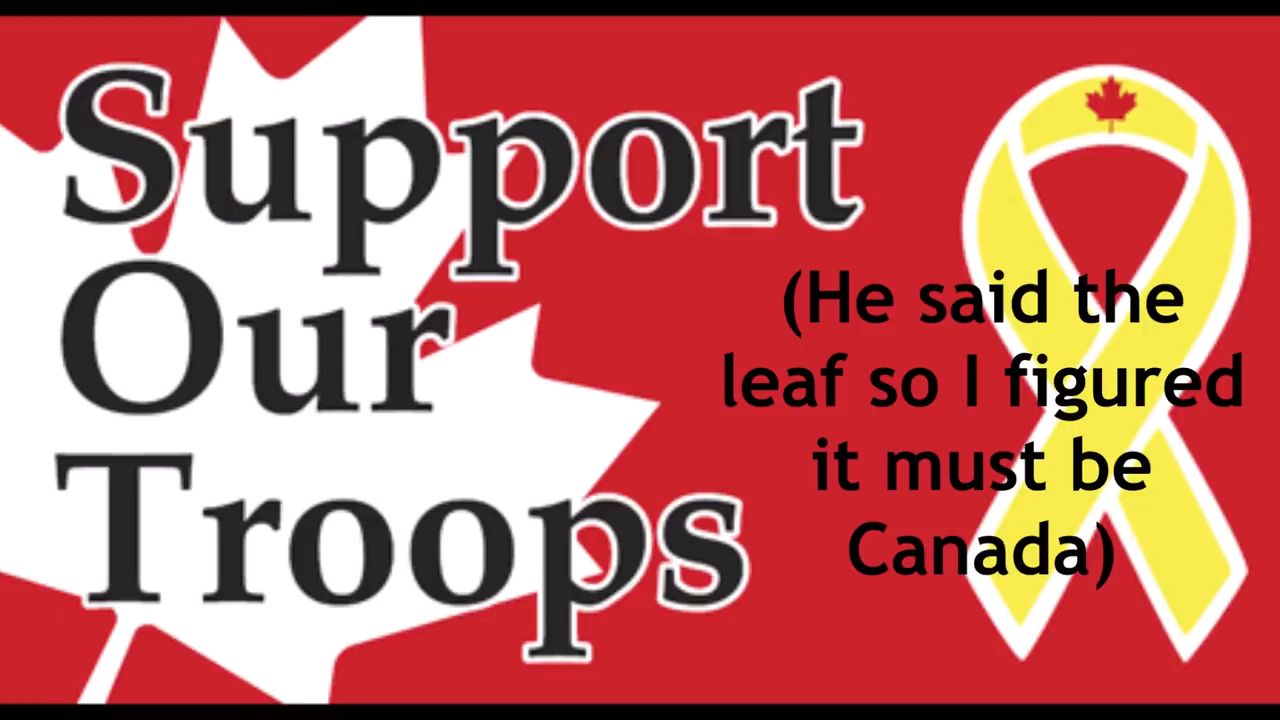 Support
Our
Troops
(He said the
leaf so I figured
it must be
Canada)